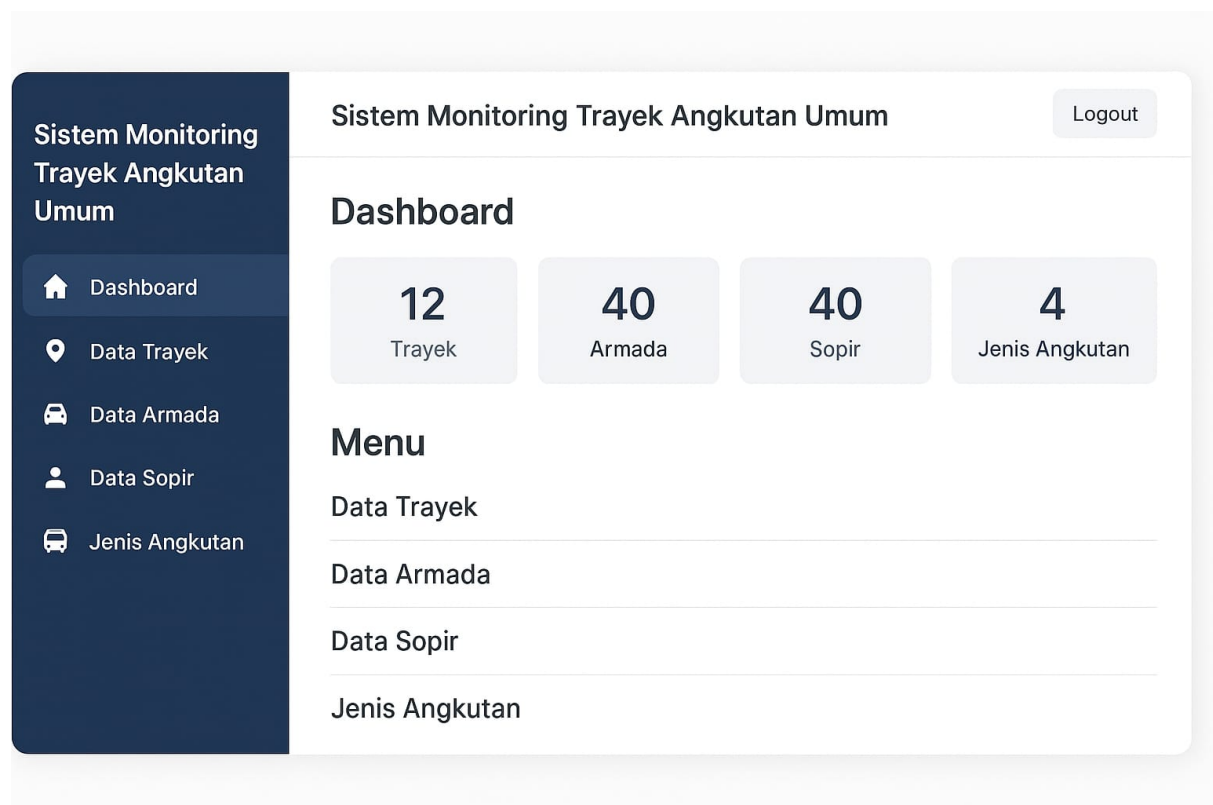 Sistem Monitoring
Trayek Angkutan
Umum
Dashboard
Data Trayek
Data Armada
Data Sopir
Jenis Angkutan
Sistem Monitoring Trayek Angkutan Umum
Logout
Dashboard
12
Trayek
40
Armada
40
Sopir
4
Jenis Angkutan
Menu
Data Trayek
Data Armada
Data Sopir
Jenis Angkutan